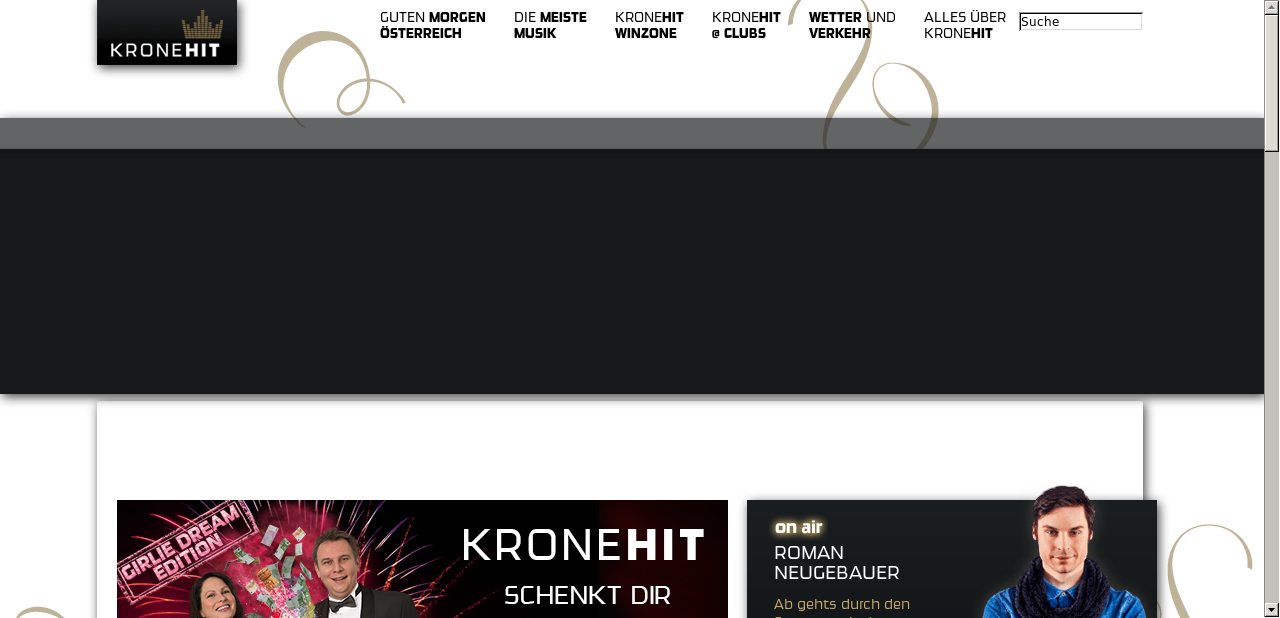 KRONEHIT
GUTEN MORGEN
ÖSTERREICH
DIE MEISTE
MUSIK
KRONEHIT
WINZONE
KRONEHIT
@ CLUBS
WETTER UND
VERKEHR
ALLES ÜBER
KRONEHIT
Suche
GIRLIE DREAM
EDITION
KRONEHIT
SCHENKT DIR
on air
ROMAN
NEUGEBAUER
Ab gehts durch den